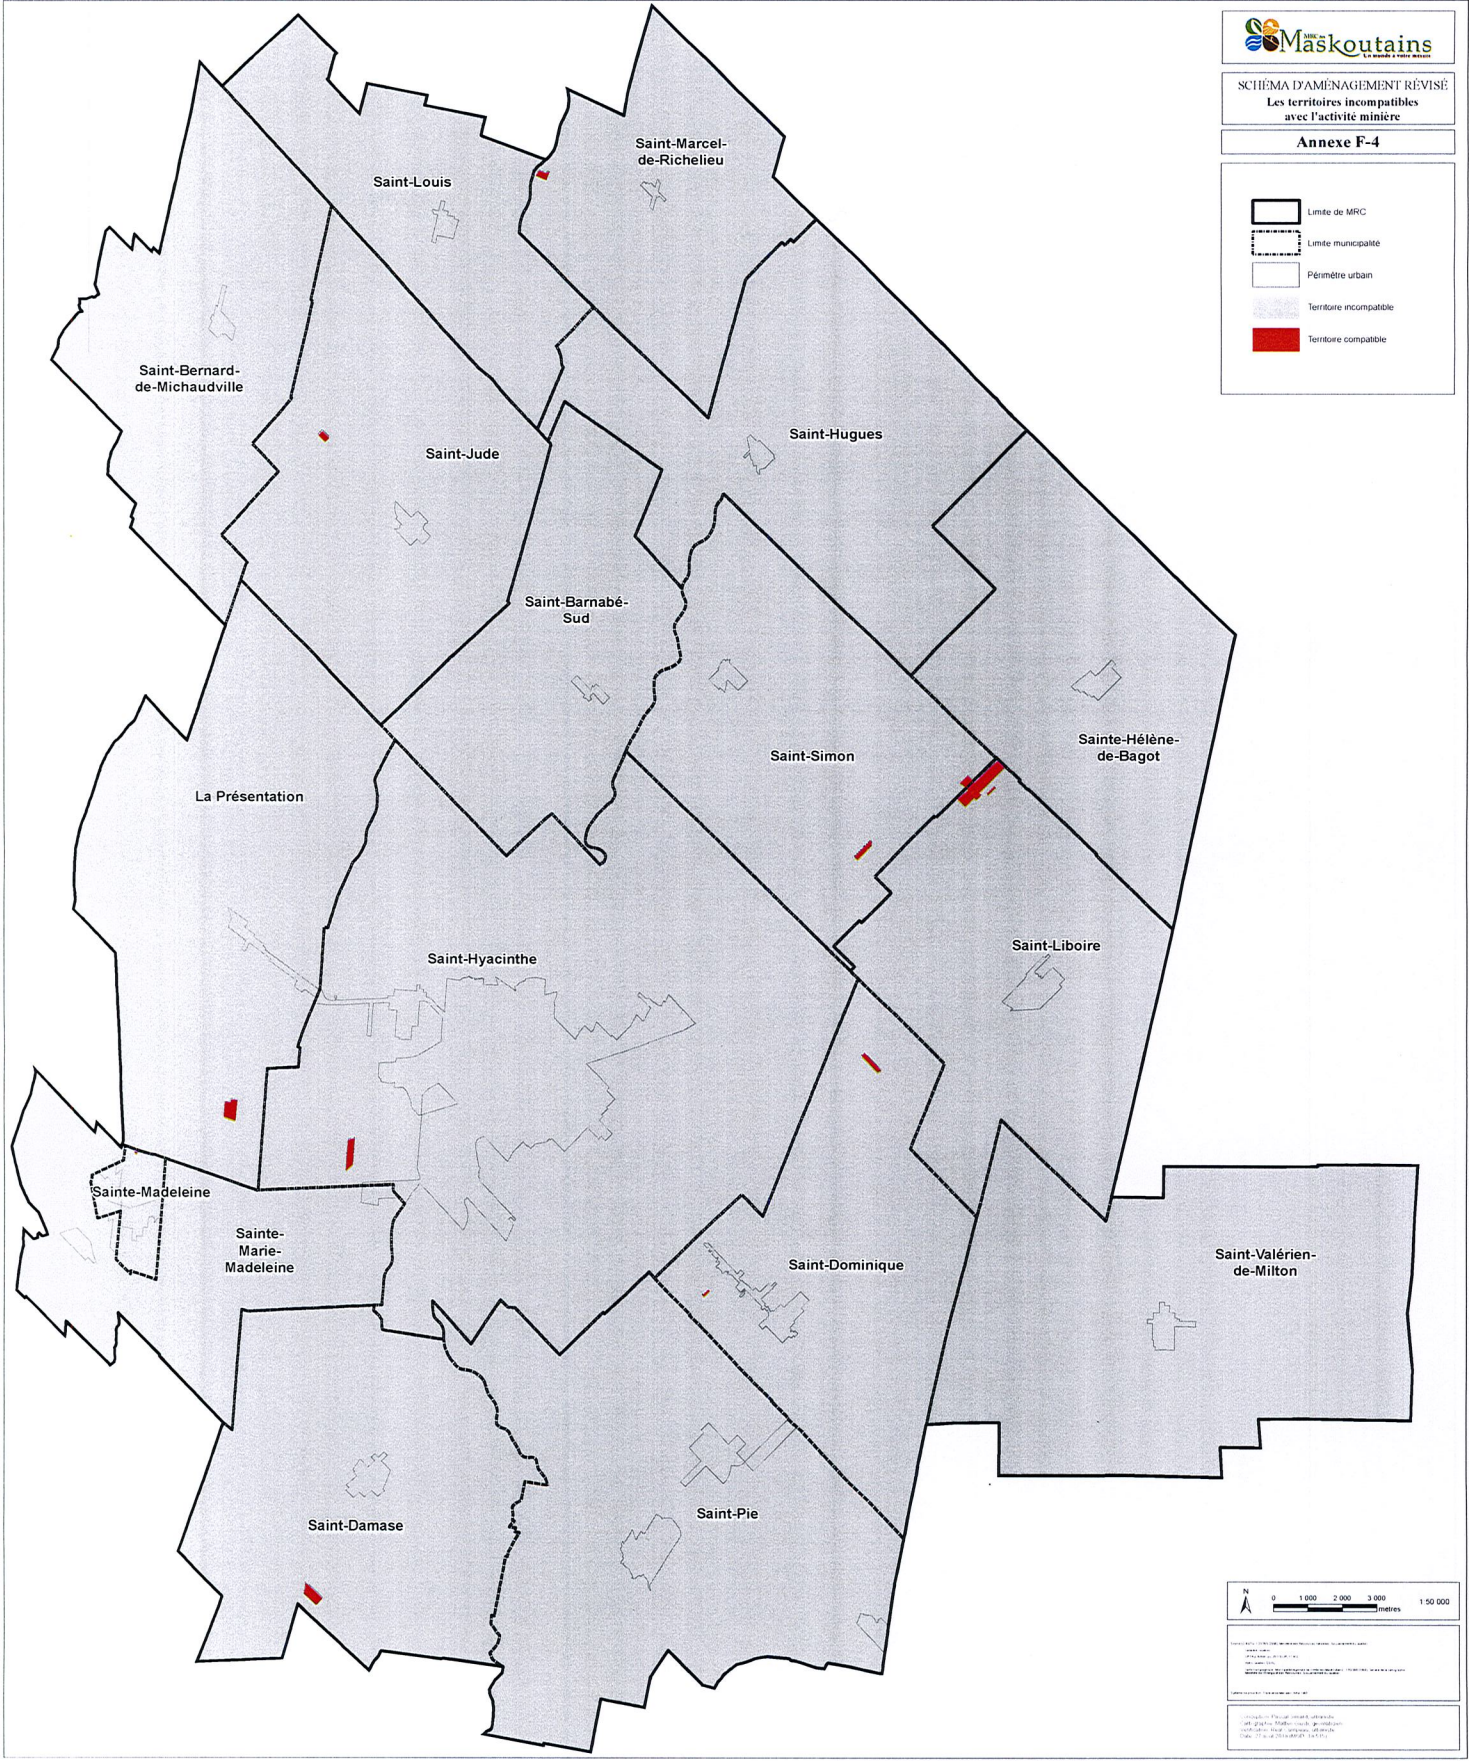 MRC des
Maskoutains
Un monde à votre mesure
SCHÉMA D'AMÉNAGEMENT RÉVISÉ
Les territoires incompatibles
avec l'activité minière
Annexe F-4
Limite de MRC
Limite municipalité
Périmètre urbain
Territoire incompatible
Territoire compatible
Saint-Marcel-
de-Richelieu
Saint-Louis
Saint-Bernard-
de-Michaudville
Saint-Hugues
Saint-Jude
Saint-Barnabé-
Sud
Sainte-Hélène-
de-Bagot
Saint-Simon
La Présentation
Saint-Liboire
Saint-Hyacinthe
Sainte-Madeleine
Sainte-
Marie-
Madeleine
Saint-Dominique
Saint-Valérien-
de-Milton
Saint-Pie
Saint-Damase
N
0 1 000 2 000 3 000
mètres
1:50 000